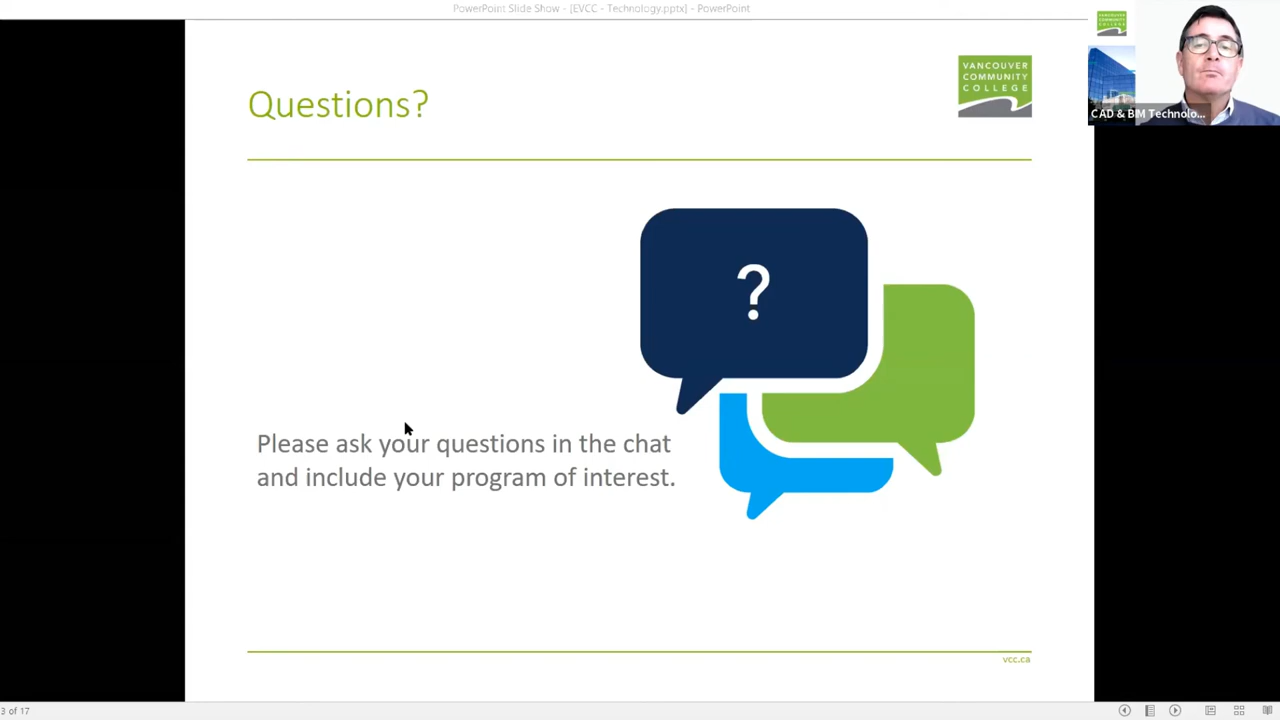 PowerPoint Slide Show - [EVCC - Technology.pptx] - PowerPoint
Questions?
VANCOUVER
COMMUNITY
COLLEGE
CAD & BIM Technolo...
?
Please ask your questions in the chat
and include your program of interest.
vcc.ca
3 of 17